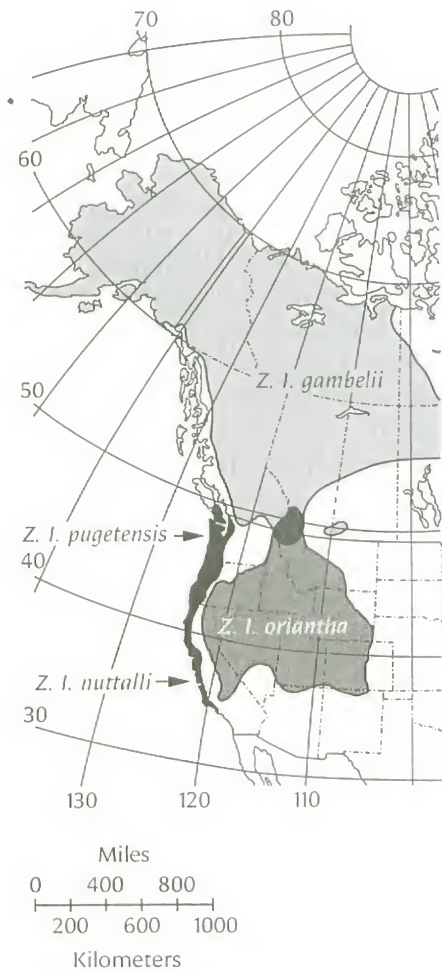 70
80
60
Z. l. gambelii
50
Z. l. pugetensis
40
Z. l. oriantha
Z. l. nuttalli
30
130
120
110
Miles
0 400 800
200 600 1000
Kilometers